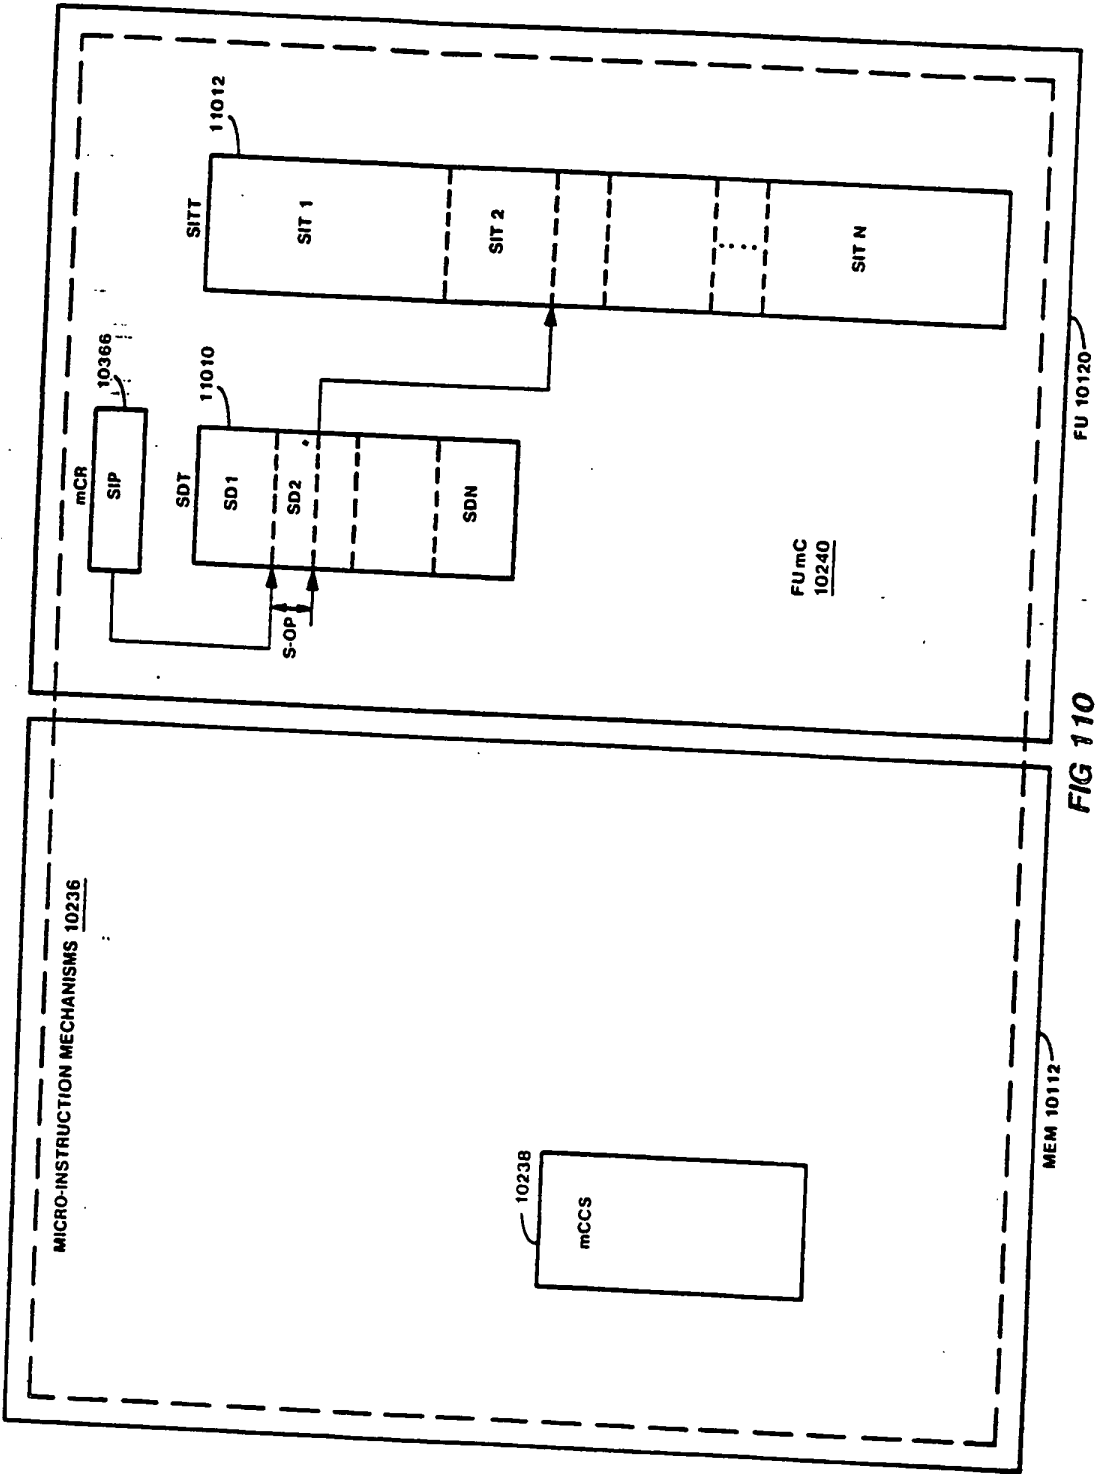 MICRO-INSTRUCTION MECHANISMS 10236
mCCS
10238
MEM 10112
mCR
10366
SIP
SDT
11010
SD1
SD2
SDN
S-OP
SITT
11012
SIT 1
SIT 2
SIT N
FUmC
10240
FU 10120
FIG 110